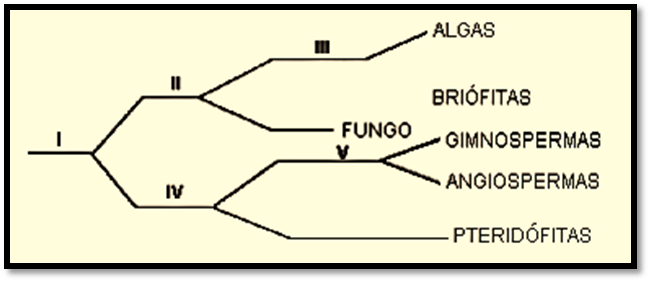 ALGAS
III
II
BRIÓFITAS
FUNGO
I
GIMNOSPERMAS
V
ANGIOSPERMAS
IV
PTERIDÓFITAS